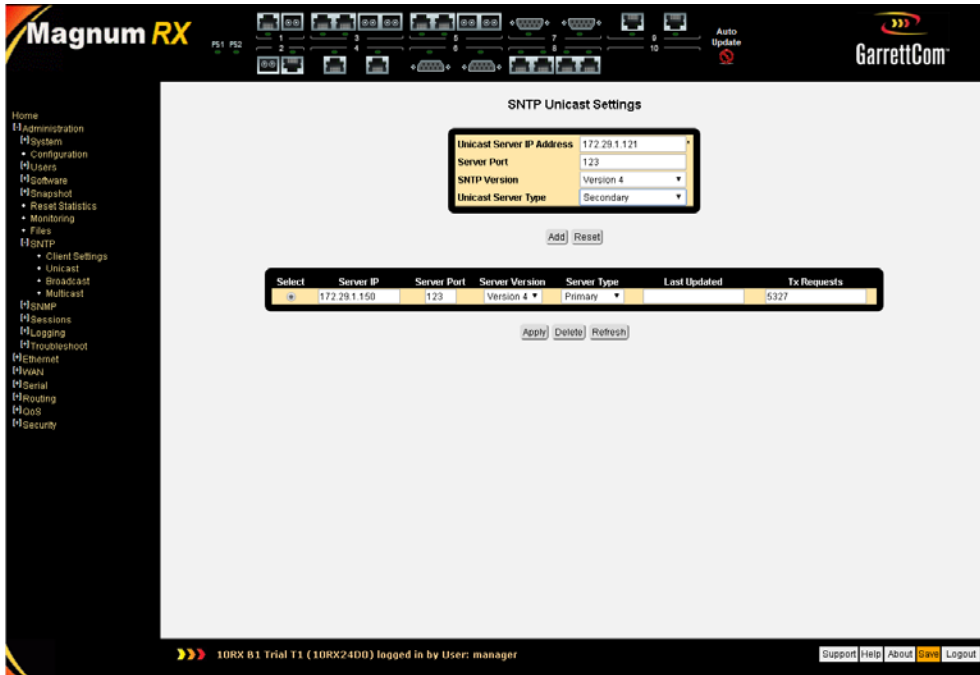 Magnum RX
PS1 PS2
1 3 5 7 9
2 4 6 8 10
Auto
Update
GarrettCom
Home
[-]Administration
[+]System
• Configuration
[+]Users
[+]Software
[+]Snapshot
• Reset Statistics
• Monitoring
• Files
[-]SNTP
• Client Settings
• Unicast
• Broadcast
• Multicast
[+]SNMP
[+]Sessions
[+]Logging
[+]Troubleshoot
[+]Ethernet
[+]WAN
[+]Serial
[+]Routing
[+]QoS
[+]Security
SNTP Unicast Settings
Unicast Server IP Address 172.29.1.121 *
Server Port 123
SNTP Version Version 4
Unicast Server Type Secondary
Add Reset
Select Server IP Server Port Server Version Server Type Last Updated Tx Requests
172.29.1.150 123 Version 4 Primary 5327
Apply Delete Refresh
10RX B1 Trial T1 (10RX24D0) logged in by User: manager
Support Help About Save Logout